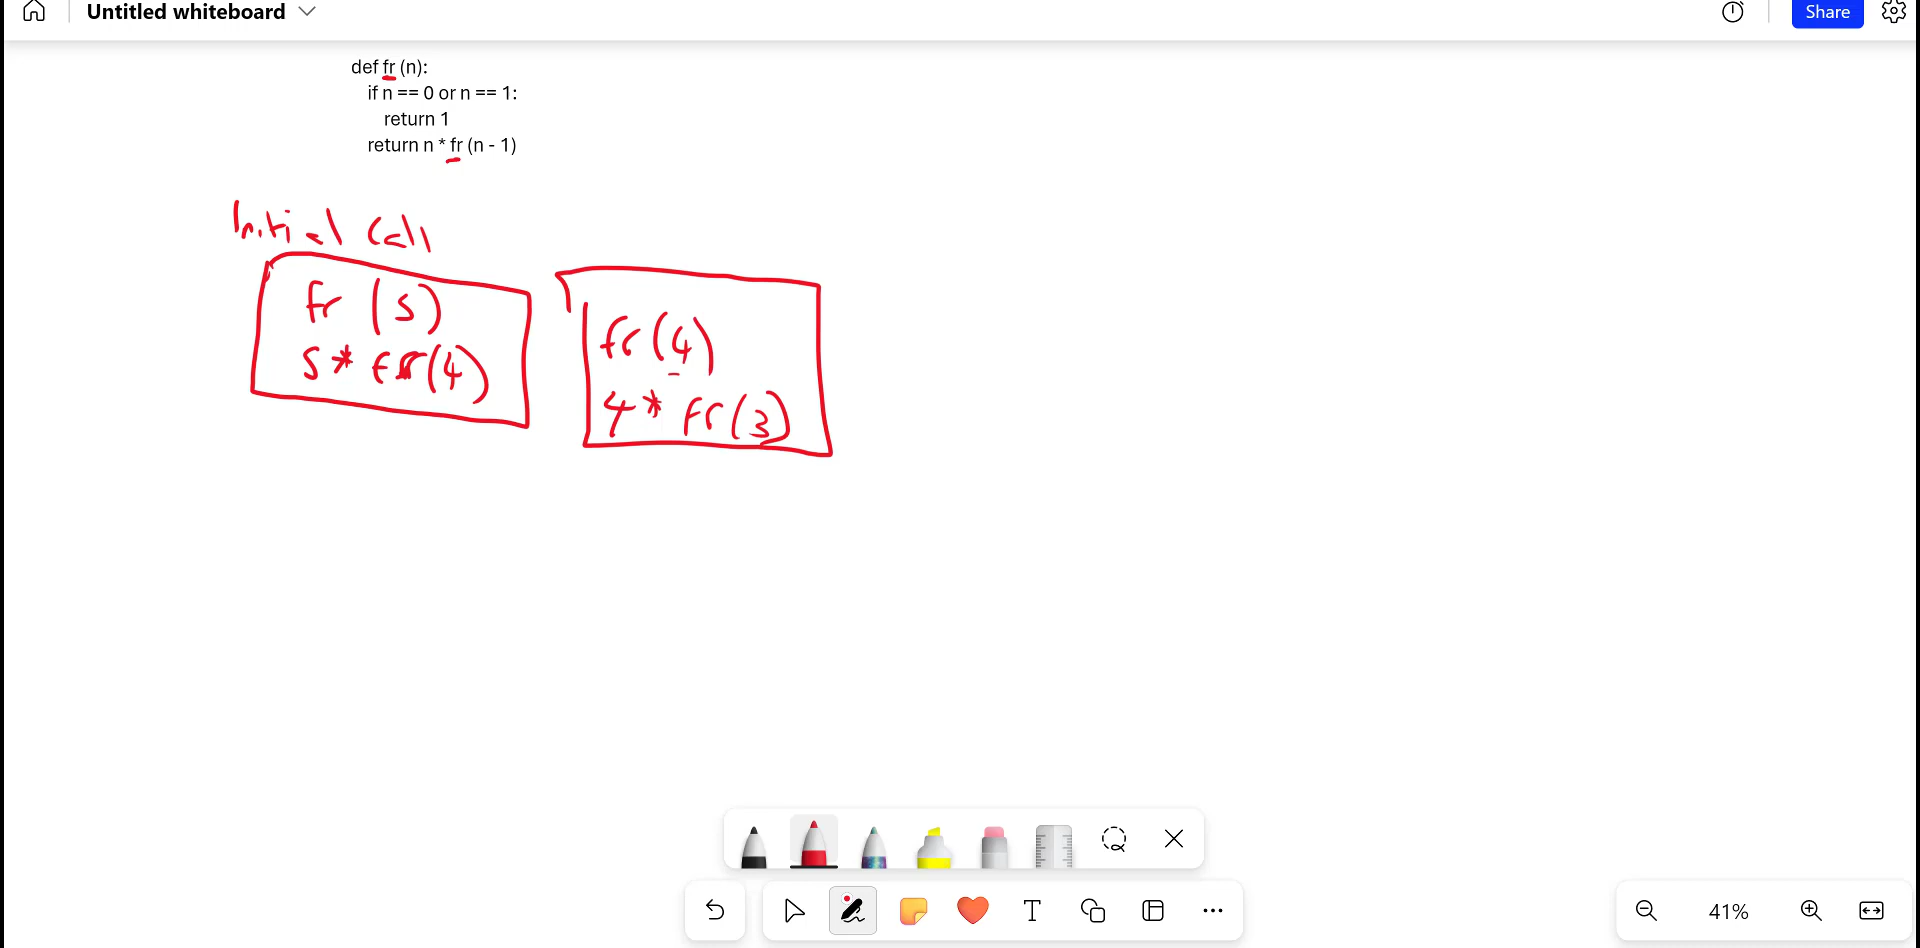 Untitled whiteboard
Share
def fr (n):
if n == 0 or n == 1:
return 1
return n * fr (n - 1)
Initial Call
fr (5)
5 * fr(4)
fr(4)
4 * fr(3)
T
41%